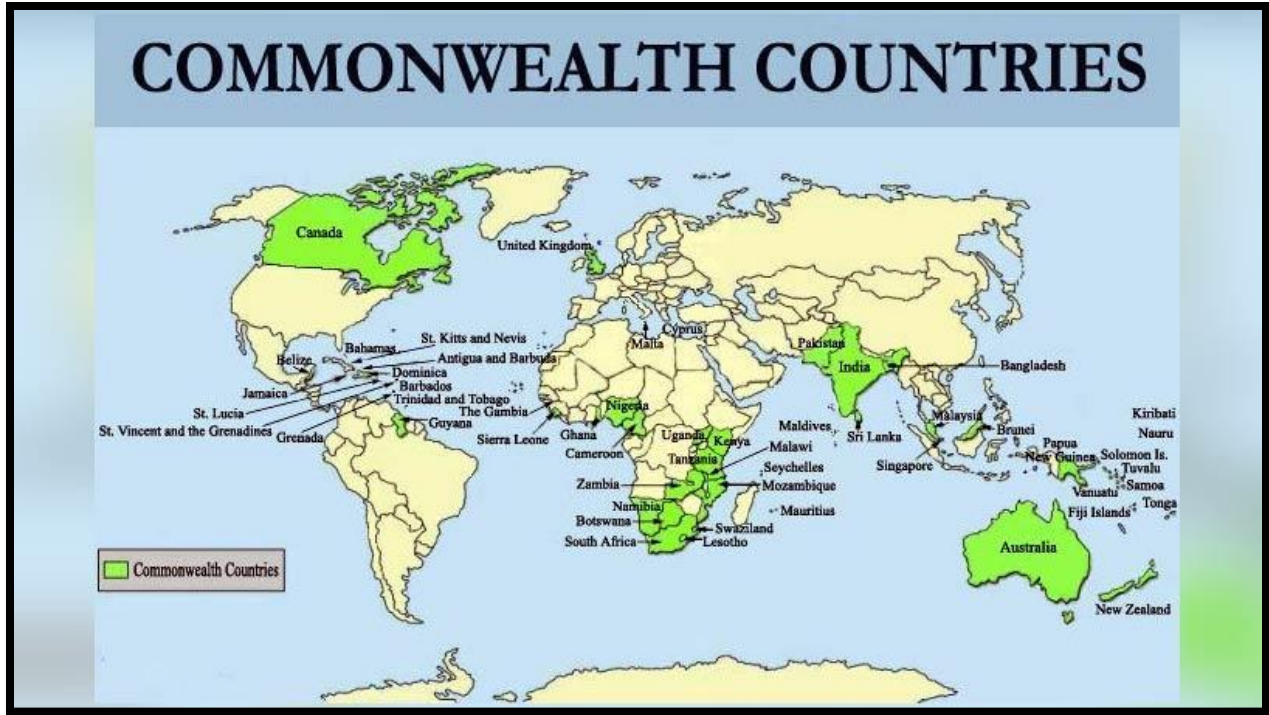 COMMONWEALTH COUNTRIES
Canada
United Kingdom
Cyprus
Malta
St. Kitts and Nevis
Bahamas
Antigua and Barbuda
Belize
Dominica
Barbados
Jamaica
Trinidad and Tobago
St. Lucia
The Gambia
Guyana
St. Vincent and the Grenadines
Grenada
Sierra Leone
Ghana
Nigeria
Cameroon
Uganda
Kenya
Tanzania
Malawi
Seychelles
Zambia
Mozambique
Namibia
Mauritius
Botswana
Swaziland
South Africa
Lesotho
Pakistan
India
Bangladesh
Maldives
Sri Lanka
Malaysia
Brunei
Singapore
Kiribati
Nauru
Papua
New Guinea
Solomon Is.
Tuvalu
Samoa
Vanuatu
Tonga
Fiji Islands
Australia
New Zealand
Commonwealth Countries